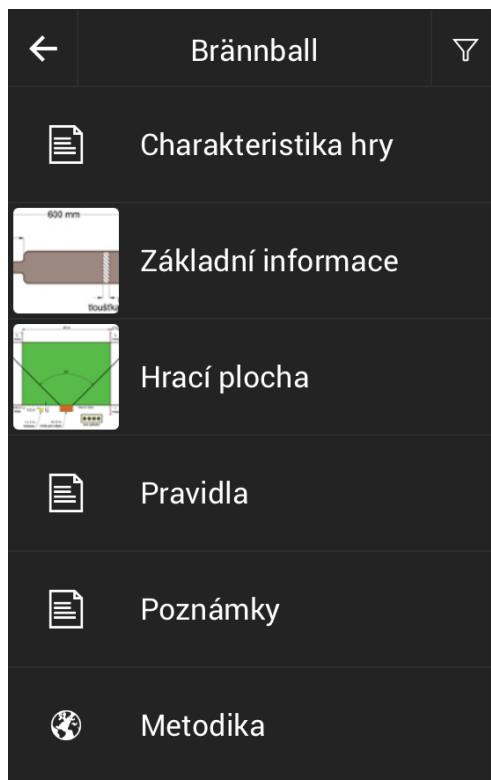 Brännball
Charakteristika hry
600 mm
tloušťka
Základní informace
Hrací plocha
Pravidla
Poznámky
Metodika